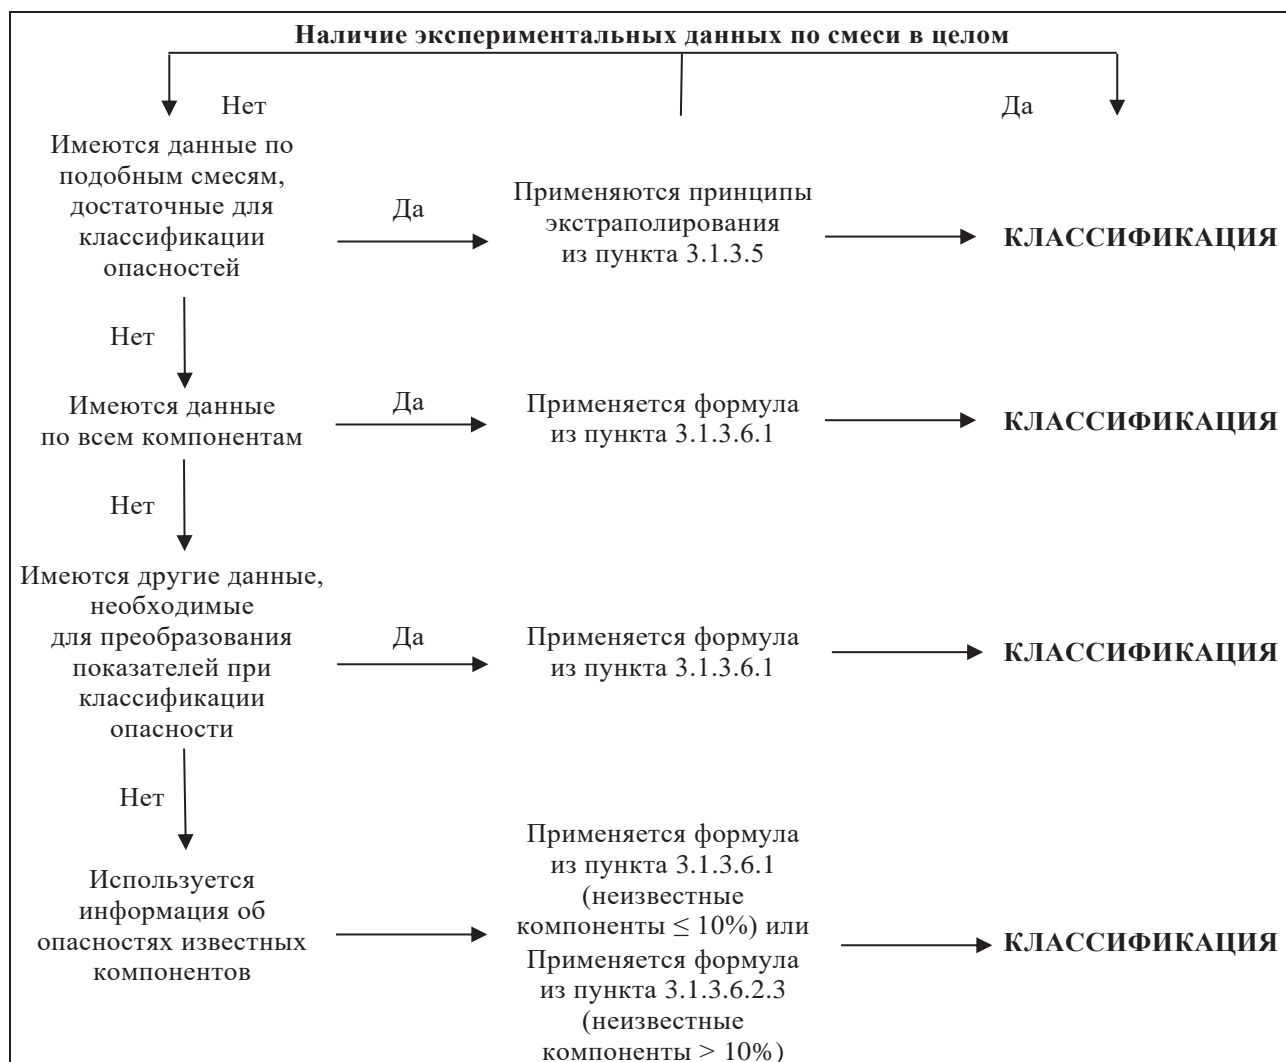 Наличие экспериментальных данных по смеси в целом
Нет
Да
Имеются данные по
подобным смесям,
достаточные для
классификации
опасностей
Да
Применяются принципы
экстраполирования
из пункта 3.1.3.5
КЛАССИФИКАЦИЯ
Нет
Имеются данные
по всем компонентам
Да
Применяется формула
из пункта 3.1.3.6.1
КЛАССИФИКАЦИЯ
Нет
Имеются другие данные,
необходимые
для преобразования
показателей при
классификации
опасности
Да
Применяется формула
из пункта 3.1.3.6.1
КЛАССИФИКАЦИЯ
Нет
Используется
информация об
опасностях известных
компонентов
Применяется формула
из пункта 3.1.3.6.1
(неизвестные
компоненты ≤ 10%) или
Применяется формула
из пункта 3.1.3.6.2.3
(неизвестные
компоненты > 10%)
КЛАССИФИКАЦИЯ